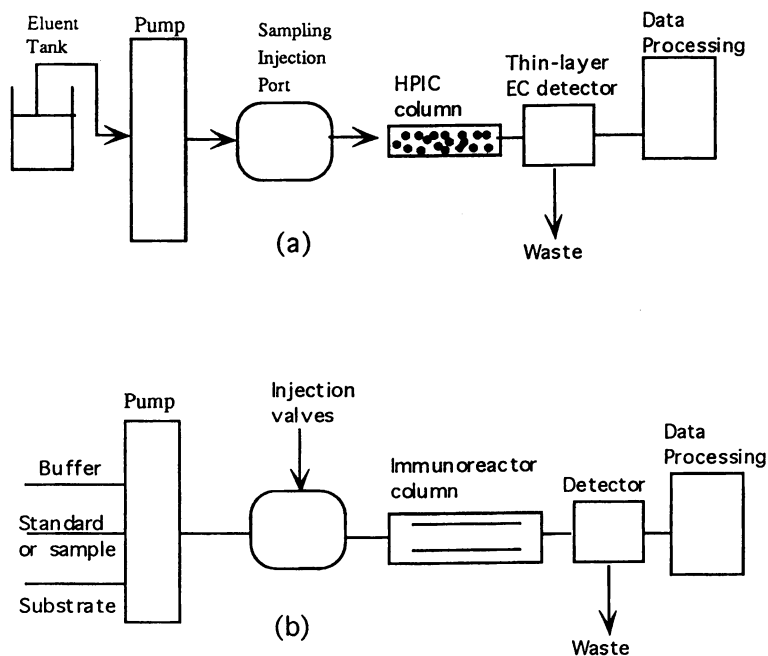 Eluent
Tank
Pump
Sampling
Injection
Port
HPIC
column
Thin-layer
EC detector
Data
Processing
Waste
(a)
Pump
Injection
valves
Buffer
Standard
or sample
Substrate
Immunoreactor
column
Detector
Data
Processing
Waste
(b)